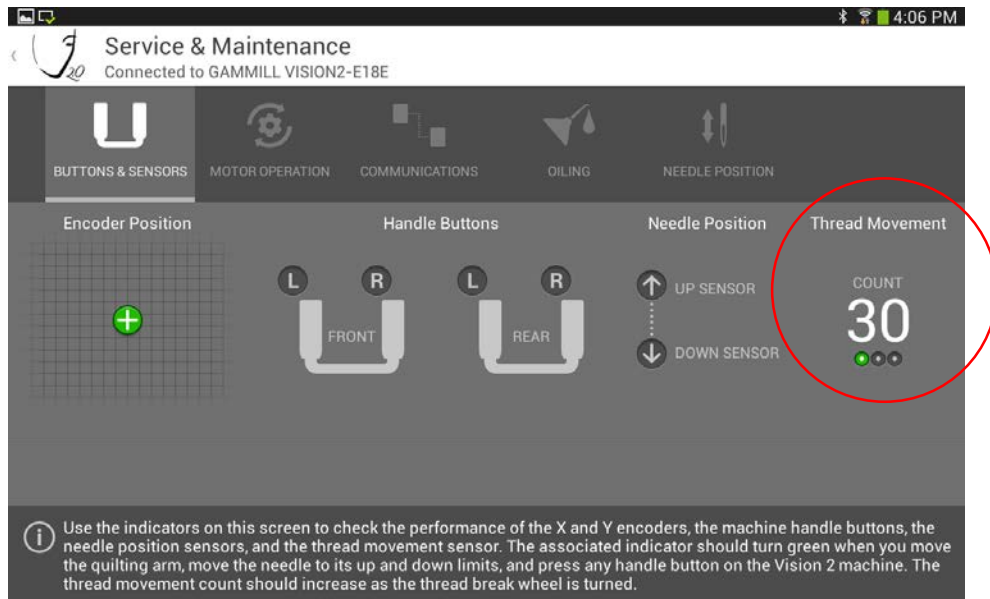 4:06 PM
Service & Maintenance
20
Connected to GAMMILL VISION2-E18E
BUTTONS & SENSORS
MOTOR OPERATION
COMMUNICATIONS
OILING
NEEDLE POSITION
Encoder Position
Handle Buttons
Needle Position
Thread Movement
L
R
L
R
FRONT
REAR
UP SENSOR
DOWN SENSOR
COUNT
30
Use the indicators on this screen to check the performance of the X and Y encoders, the machine handle buttons, the
needle position sensors, and the thread movement sensor. The associated indicator should turn green when you move
the quilting arm, move the needle to its up and down limits, and press any handle button on the Vision 2 machine. The
thread movement count should increase as the thread break wheel is turned.